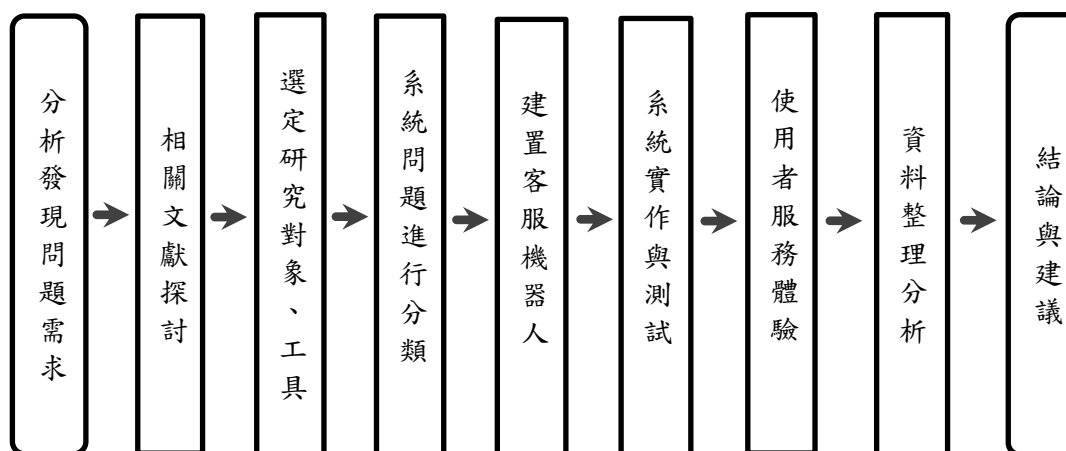 分析發現問題需求
相關文獻探討
選定研究對象、工具
系統問題進行分類
建置客服機器人
系統實作與測試
使用者服務體驗
資料整理分析
結論與建議